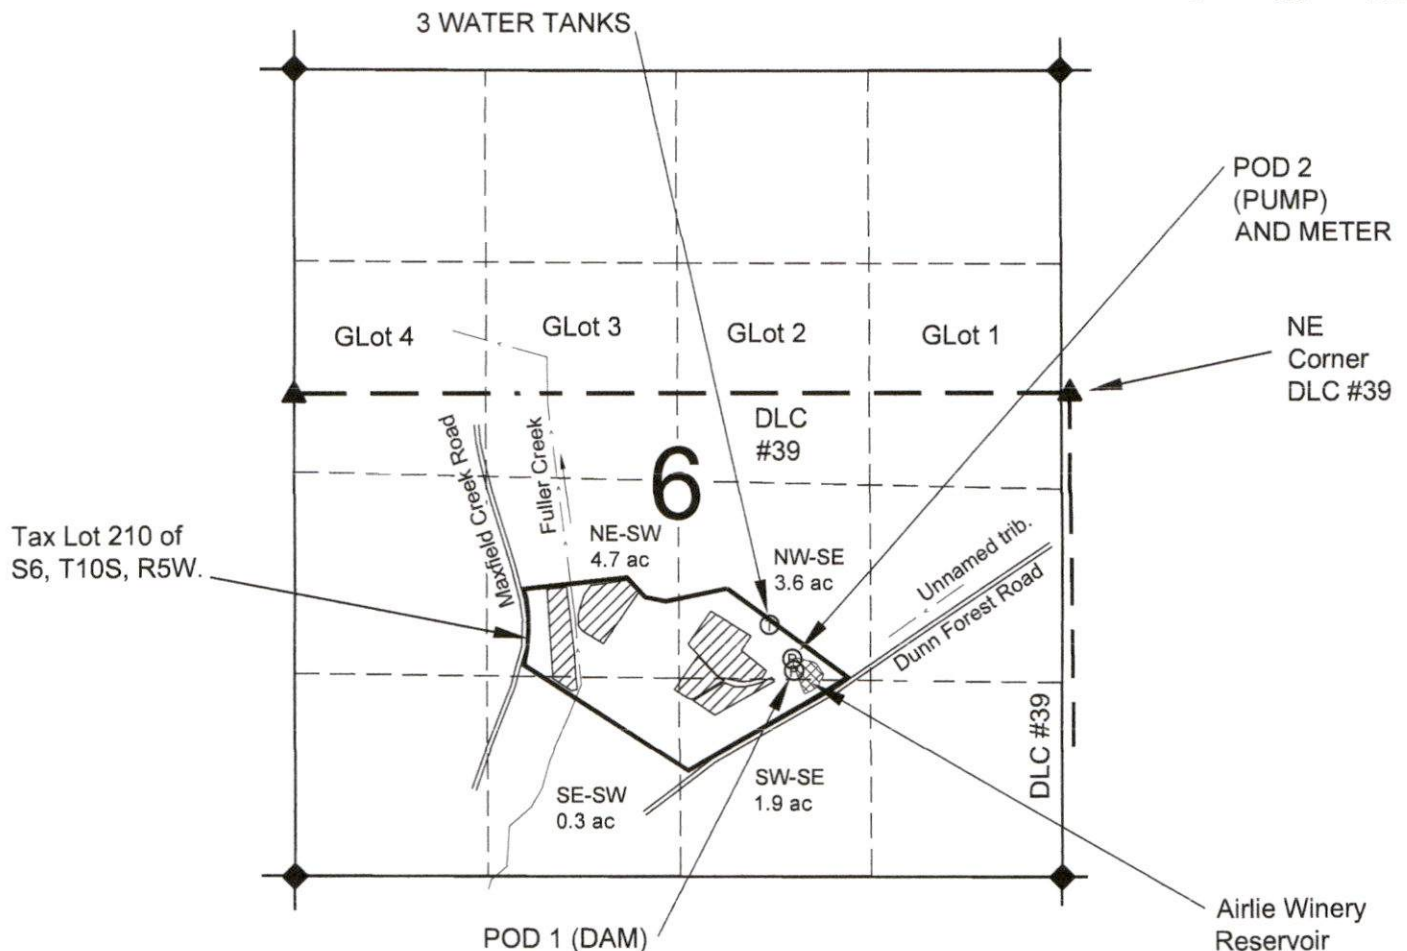 3 WATER TANKS
POD 2
(PUMP)
AND METER
GLot 4
GLot 3
GLot 2
GLot 1
NE
Corner
DLC #39
DLC
#39
6
Maxfield Creek Road
Fuller Creek
Tax Lot 210 of
S6, T10S, R5W.
NE-SW
4.7 ac
NW-SE
3.6 ac
Unnamed trib.
Dunn Forest Road
T
P
DLC #39
SE-SW
0.3 ac
SW-SE
1.9 ac
POD 1 (DAM)
Airlie Winery
Reservoir